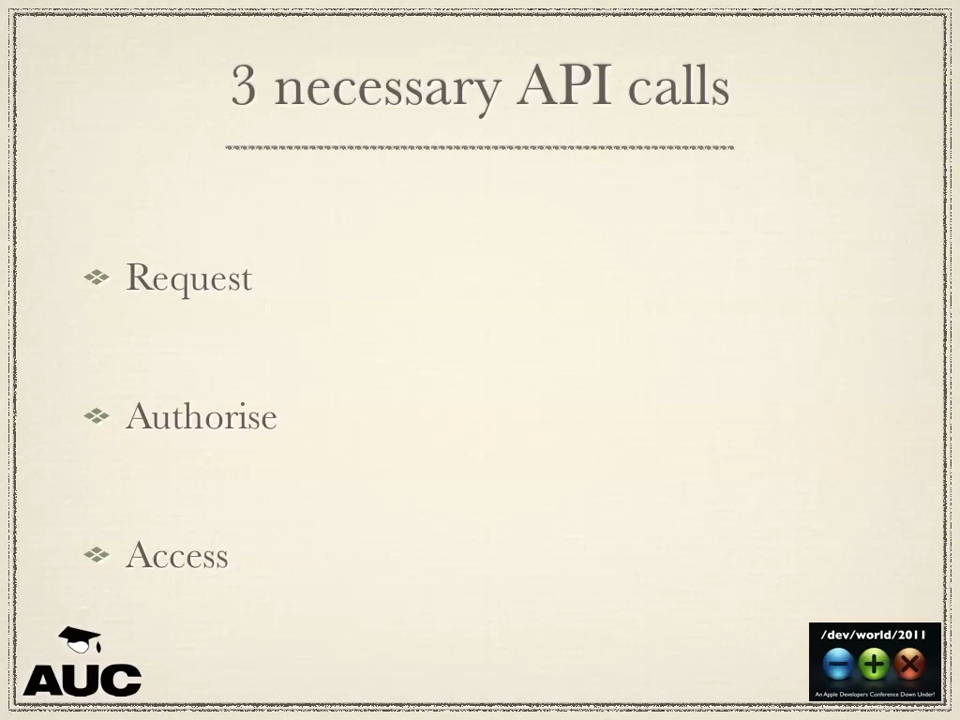 3 necessary API calls
Request
Authorise
Access
AUC
/dev/world/2011
An Apple Developers Conference Down Under!